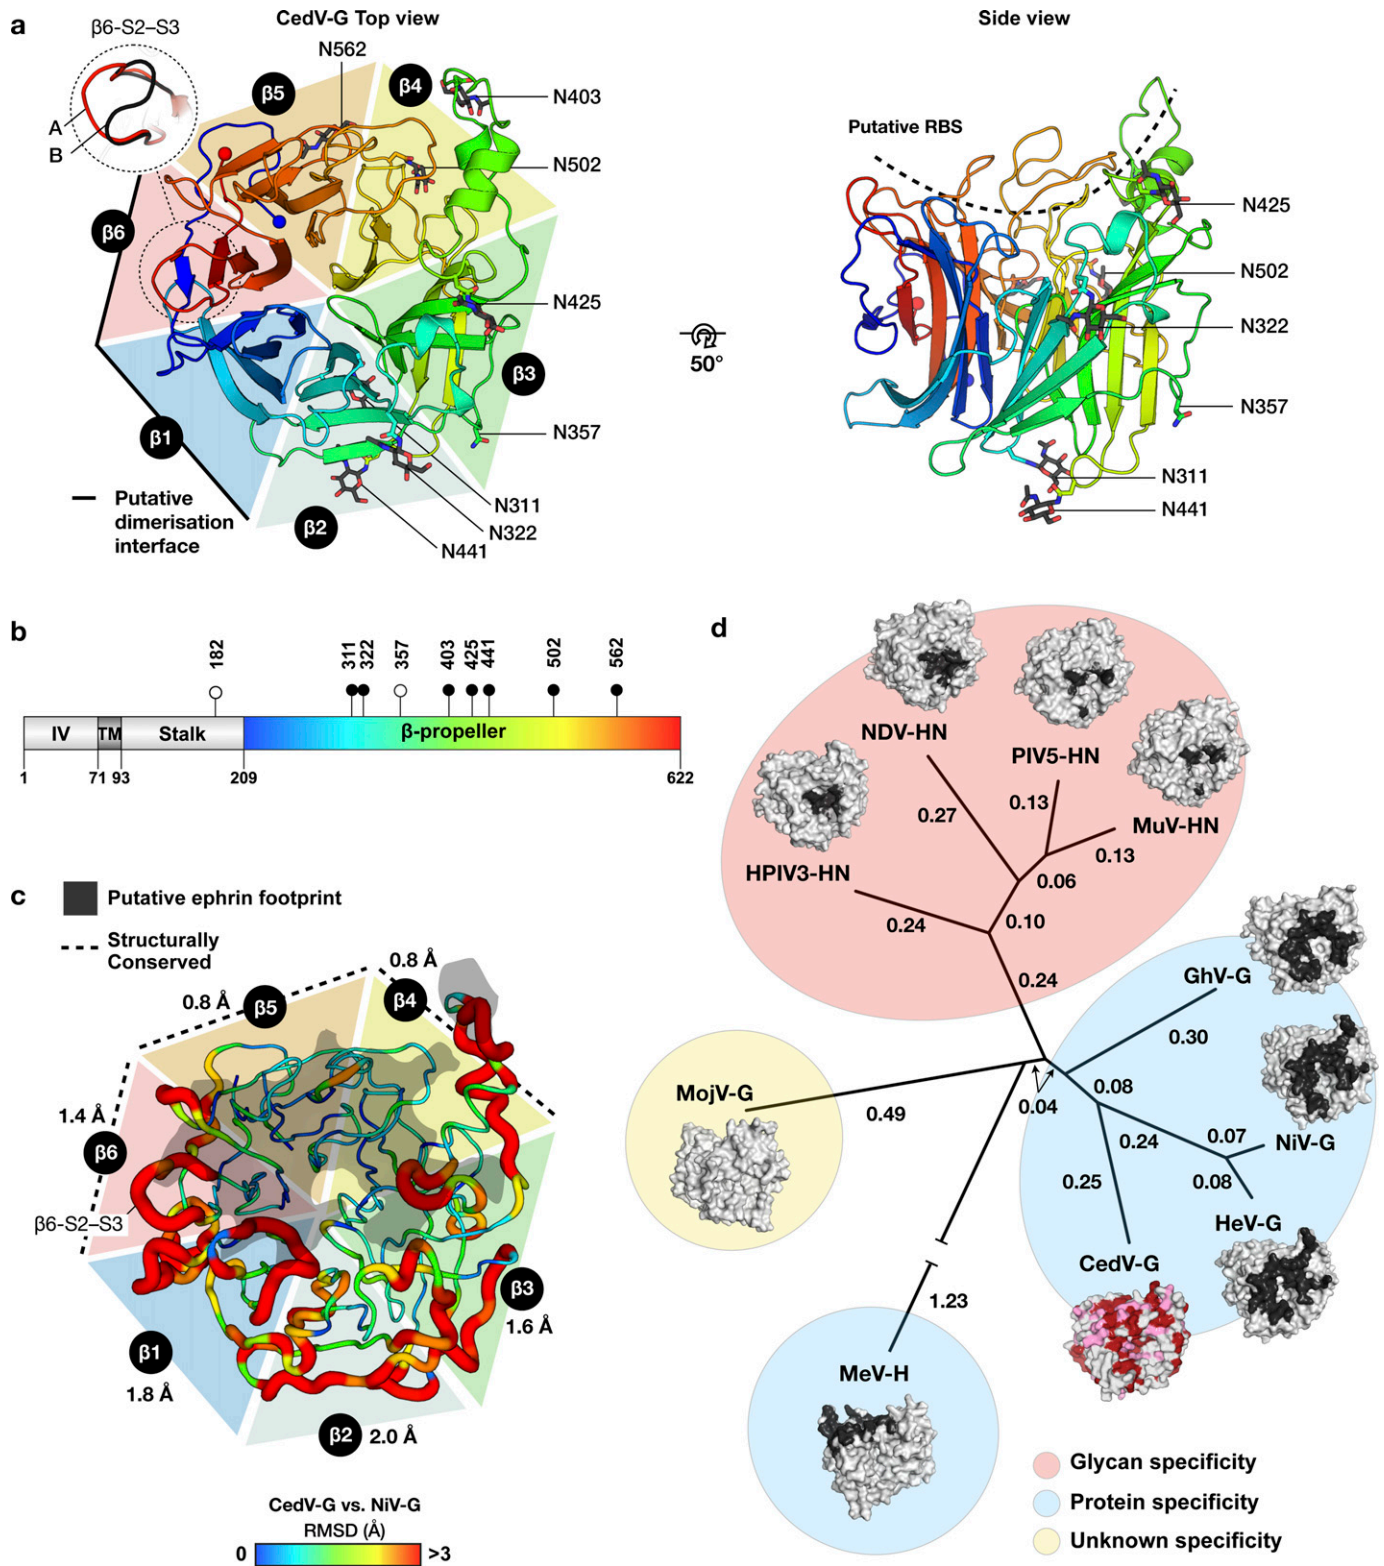 a
CedV-G Top view
Side view
β6-S2–S3
A
B
N562
β5
β4
N403
N502
β6
N425
β3
N357
β1
N311
N322
β2
N441
Putative
dimerisation
interface
50°
Putative RBS
N425
N502
N322
N357
N311
N441
b
182
311
322
357
403
425
441
502
562
IV
TM
Stalk
β-propeller
1
71
93
209
622
c
Putative ephrin footprint
Structurally
Conserved
0.8 Å
0.8 Å
β5
β4
1.4 Å
β6
β6-S2–S3
β3
1.6 Å
β1
1.8 Å
β2
2.0 Å
CedV-G vs. NiV-G
RMSD (Å)
0
>3
d
NDV-HN
PIV5-HN
MuV-HN
HPIV3-HN
0.27
0.13
0.13
0.06
0.24
0.10
0.24
GhV-G
0.30
MojV-G
0.49
0.04
0.08
0.24
0.07
NiV-G
0.25
0.08
HeV-G
CedV-G
1.23
MeV-H
Glycan specificity
Protein specificity
Unknown specificity